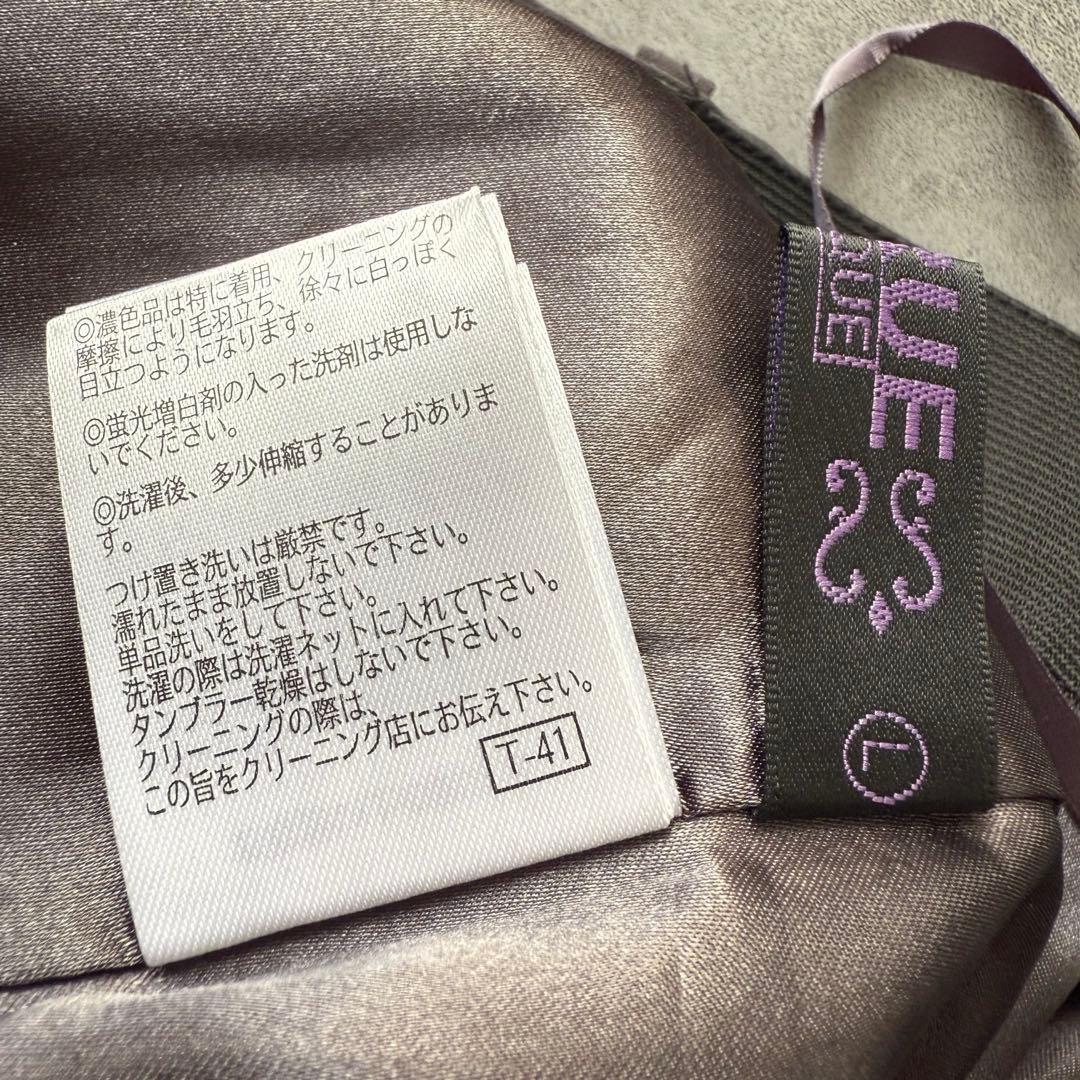 ◎濃色品は特に着用、クリーニングの
摩擦により毛羽立ち、徐々に白っぽく
目立つようになります。
◎蛍光増白剤の入った洗剤は使用しな
いでください。
◎洗濯後、多少伸縮することがありま
す。
つけ置き洗いは厳禁です。
濡れたまま放置しないで下さい。
単品洗いをして下さい。
洗濯の際は洗濯ネットに入れて下さい。
タンブラー乾燥はしないで下さい。
クリーニングの際は、
この旨をクリーニング店にお伝え下さい。
T-41
UE
QUE
L